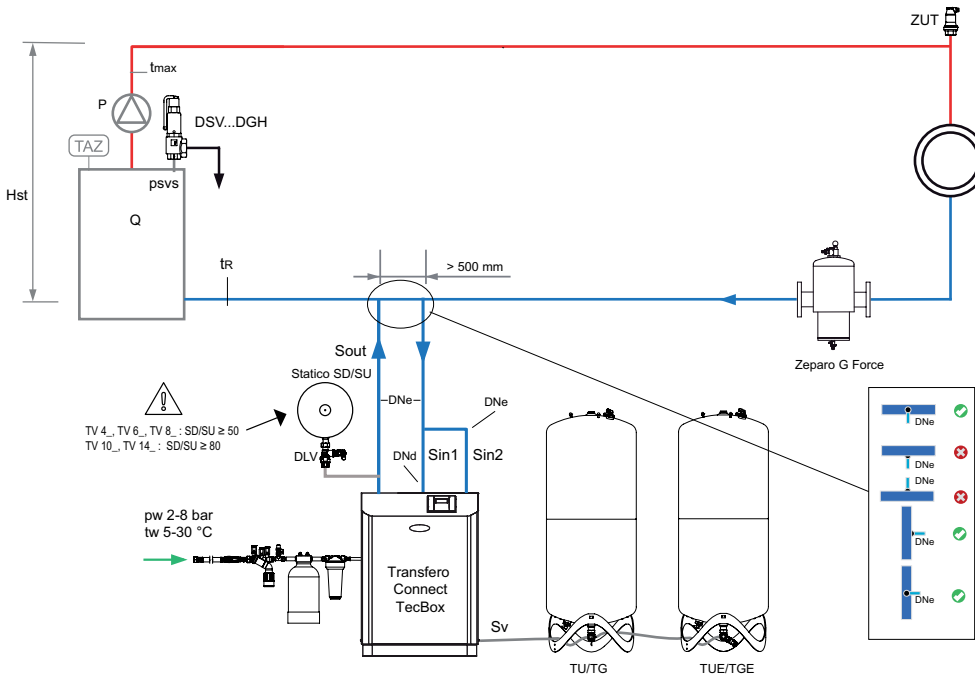 ZUT
tmax
P
DSV...DGH
TAZ
psvs
Hst
Q
tR
> 500 mm
Zeparo G Force
Sout
Statico SD/SU
DNe
DNe
TV 4_, TV 6_, TV 8_ : SD/SU ≥ 50
TV 10_, TV 14_ : SD/SU ≥ 80
DLV
DNd
Sin1
Sin2
pw 2-8 bar
tw 5-30 °C
Transfero
Connect
TecBox
Sv
TU/TG
TUE/TGE
DNe
DNe
DNe
DNe
DNe